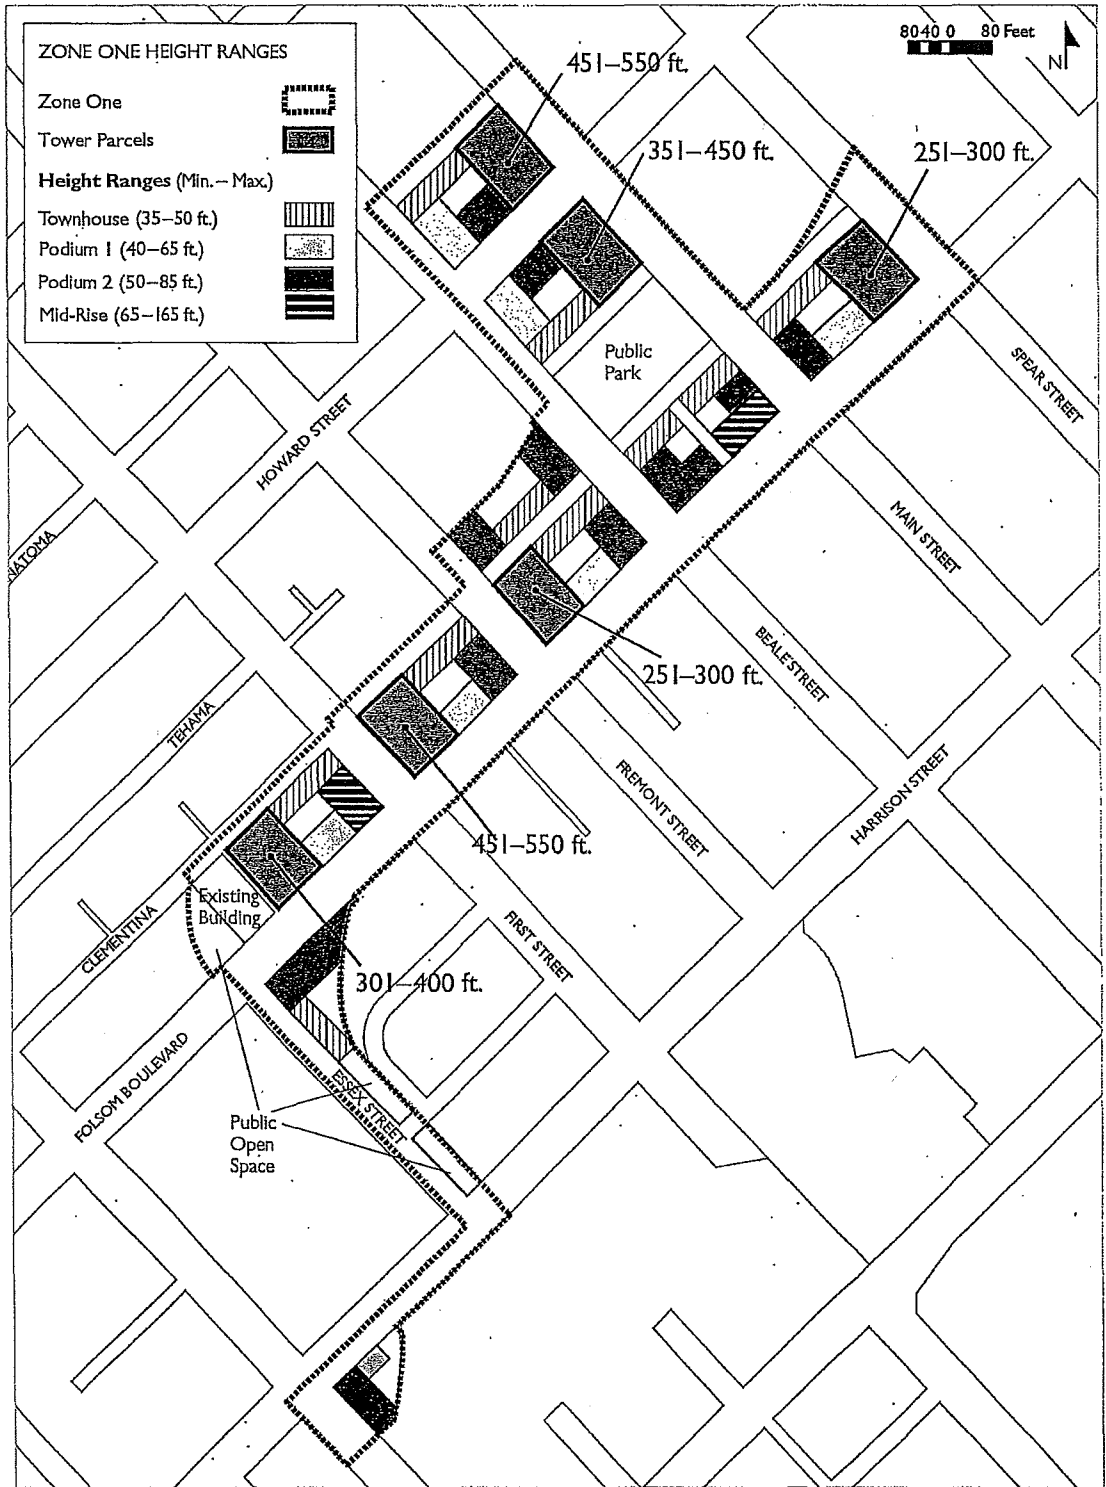 ZONE ONE HEIGHT RANGES
Zone One
Tower Parcels
Height Ranges (Min. – Max.)
Townhouse (35–50 ft.)
Podium 1 (40–65 ft.)
Podium 2 (50–85 ft.)
Mid-Rise (65–165 ft.)
80 40 0 80 Feet
N
451–550 ft.
351–450 ft.
251–300 ft.
Public
Park
SPEAR STREET
HOWARD STREET
MAIN STREET
NATOMA
BEALE STREET
251–300 ft.
TEHAMA
FREMONT STREET
HARRISON STREET
451–550 ft.
Existing
Building
CLEMENTINA
FIRST STREET
301–400 ft.
FOLSOM BOULEVARD
ESSEX STREET
Public
Open
Space